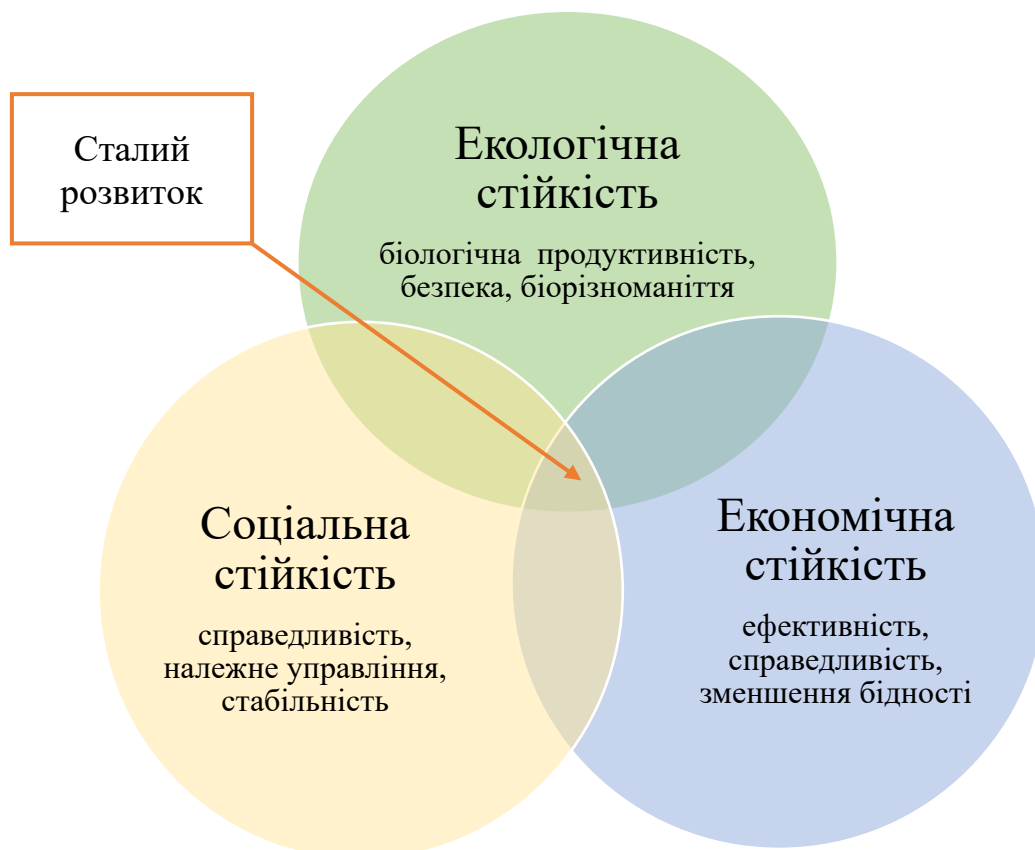 Сталий
розвиток
Екологічна
стійкість
біологічна продуктивність,
безпека, біорізноманіття
Соціальна
стійкість
справедливість,
належне управління,
стабільність
Економічна
стійкість
ефективність,
справедливість,
зменшення бідності